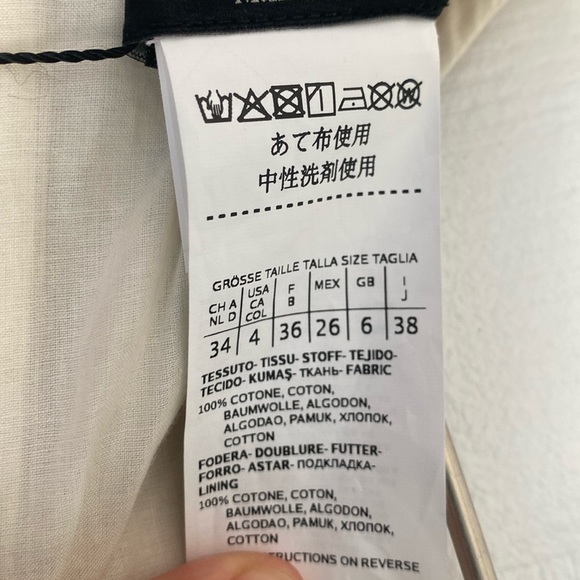 あて布使用
中性洗剤使用
GRÖSSE TAILLE TALLA SIZE TAGLIA
CH A NL D USA CA COL F B MEX GB I J
34 4 36 26 6 38
TESSUTO- TISSU- STOFF- TEJIDO-
TECIDO- KUMAŞ- ТКАНЬ- FABRIC
100% COTONE, COTON,
BAUMWOLLE, ALGODON,
ALGODAO, PAMUK, ХЛОПОК,
COTTON
FODERA- DOUBLURE- FUTTER-
FORRO- ASTAR- ПОДКЛАДКА-
LINING
100% COTONE, COTON,
BAUMWOLLE, ALGODON,
ALGODAO, PAMUK, ХЛОПОК,
COTTON
ON REVERSE